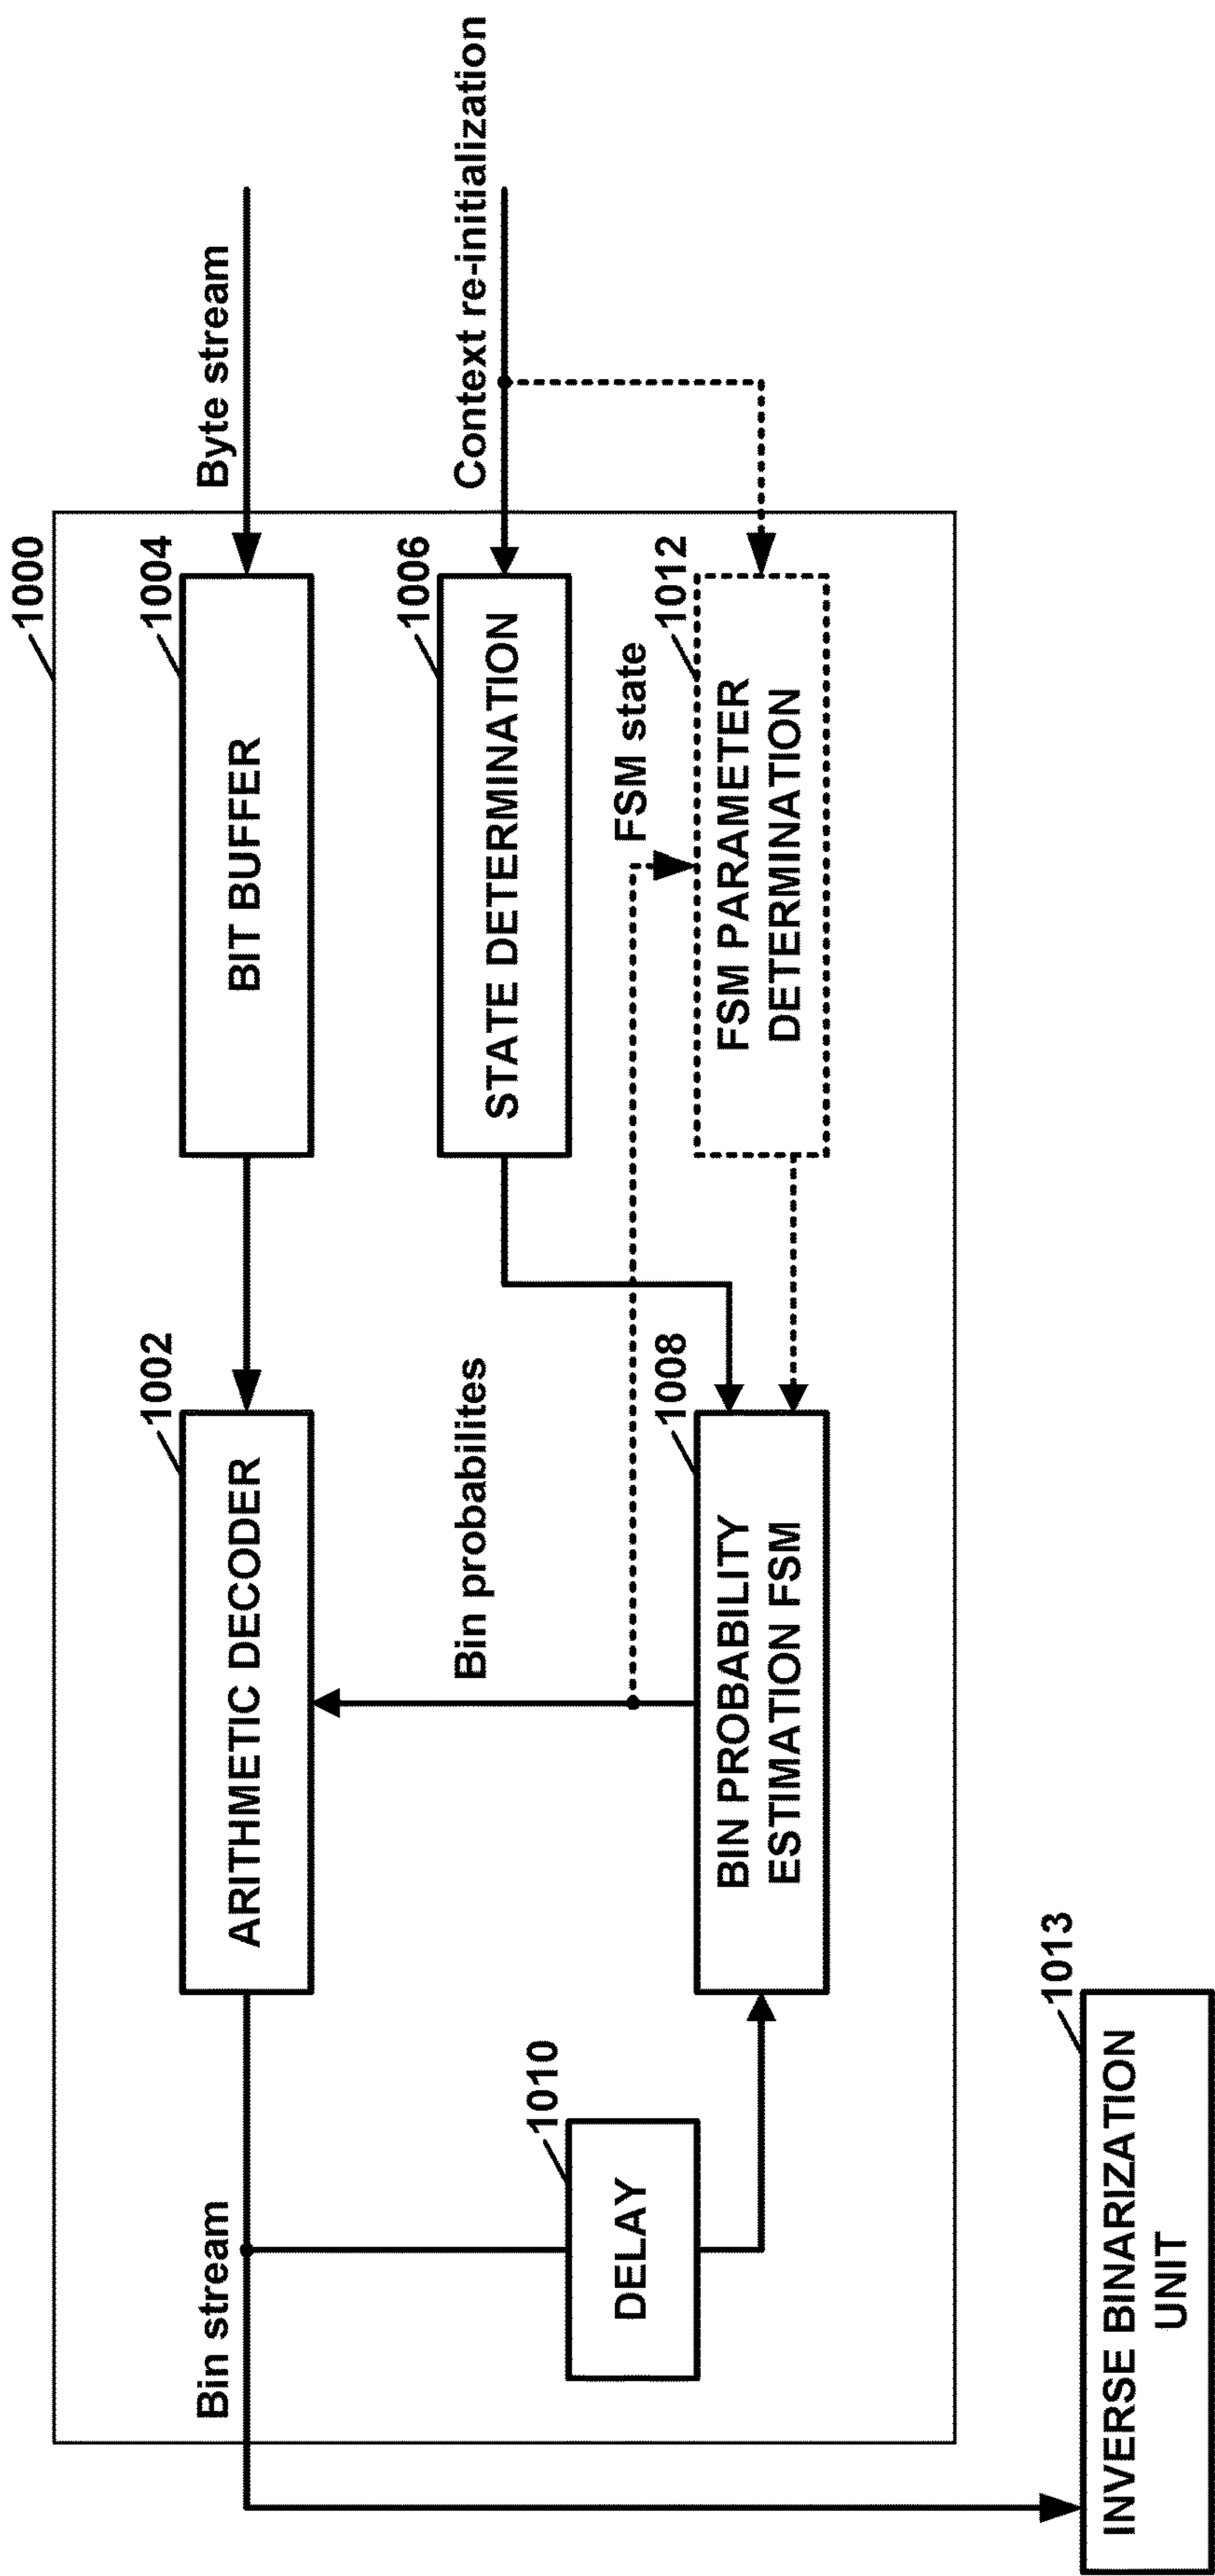 1000
Byte stream
1004
BIT BUFFER
1002
ARITHMETIC DECODER
Bin stream
Context re-initialization
1006
STATE DETERMINATION
Bin probabilites
FSM state
1012
FSM PARAMETER
DETERMINATION
1008
BIN PROBABILITY
ESTIMATION FSM
1010
DELAY
1013
INVERSE BINARIZATION
UNIT